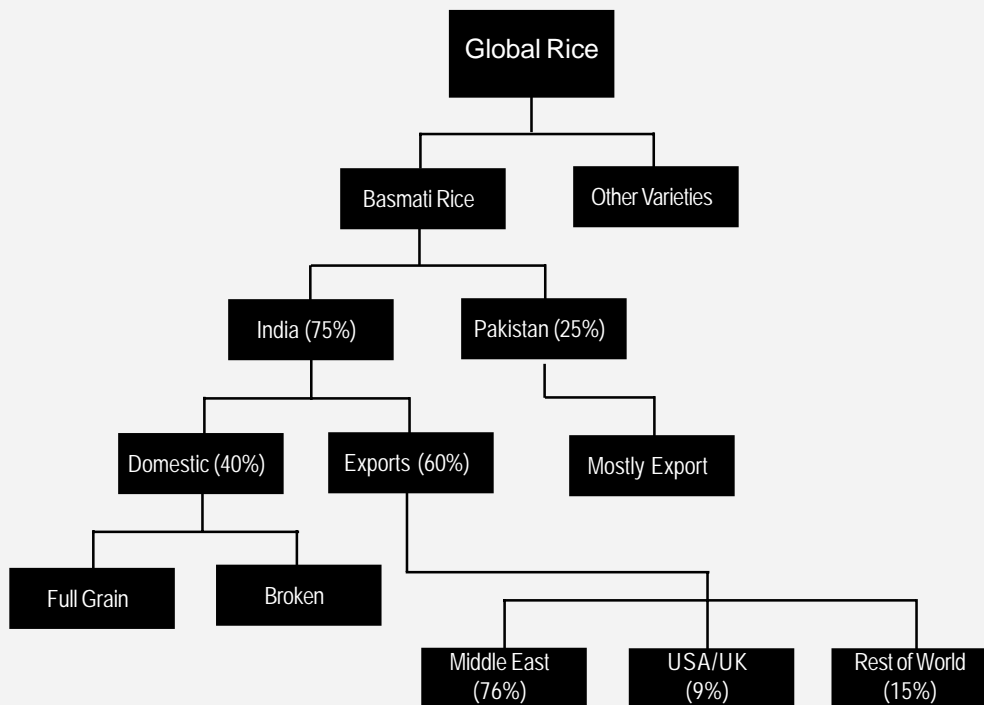 Global Rice
Basmati Rice
Other Varieties
India (75%)
Pakistan (25%)
Domestic (40%)
Exports (60%)
Mostly Export
Full Grain
Broken
Middle East
(76%)
USA/UK
(9%)
Rest of World
(15%)